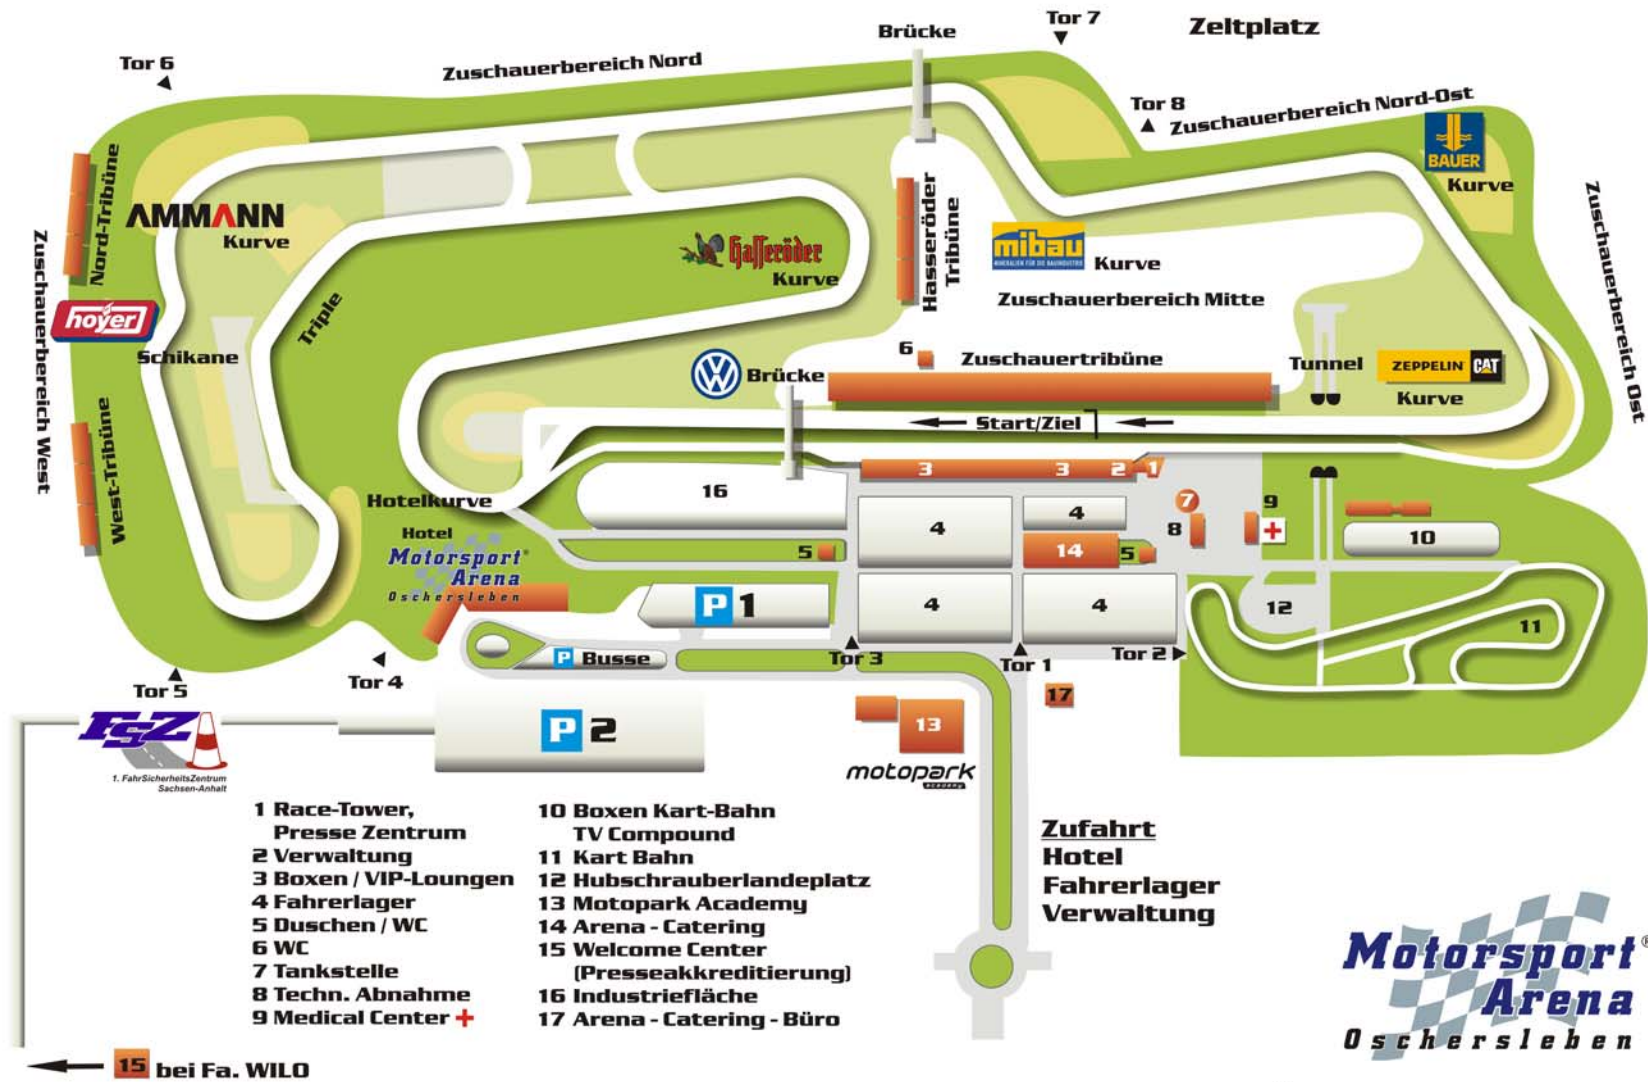 Tor 7
Zeltplatz
Brücke
Tor 6
Zuschauerbereich Nord
Tor 8
Zuschauerbereich Nord-Ost
BAUER
Kurve
Nord-Tribüne
AMMANN
Kurve
Hasseröder
Kurve
Hasseröder
Tribüne
mibau
Kurve
Zuschauerbereich Mitte
Zuschauerbereich Ost
Zuschauerbereich West
hoyer
Schikane
Triple
6
Zuschauertribüne
Tunnel
ZEPPELIN CAT
Kurve
VW
Brücke
Start/Ziel
West-Tribüne
Hotelkurve
16
3
3
2
1
4
4
7
8
9
10
Hotel
Motorsport
Arena
Oschersleben
5
14
5
P 1
4
4
12
11
P Busse
Tor 3
Tor 1
Tor 2
Tor 5
Tor 4
17
FSZ
1. FahrSicherheitsZentrum
Sachsen-Anhalt
P 2
13
motopark
ACADEMY
1 Race-Tower,
Presse Zentrum
2 Verwaltung
3 Boxen / VIP-Loungen
4 Fahrerlager
5 Duschen / WC
6 WC
7 Tankstelle
8 Techn. Abnahme
9 Medical Center +
10 Boxen Kart-Bahn
TV Compound
11 Kart Bahn
12 Hubschrauberlandeplatz
13 Motopark Academy
14 Arena - Catering
15 Welcome Center
(Presseakkreditierung)
16 Industriefläche
17 Arena - Catering - Büro
Zufahrt
Hotel
Fahrerlager
Verwaltung
15 bei Fa. WILO
Motorsport®
Arena
Oschersleben